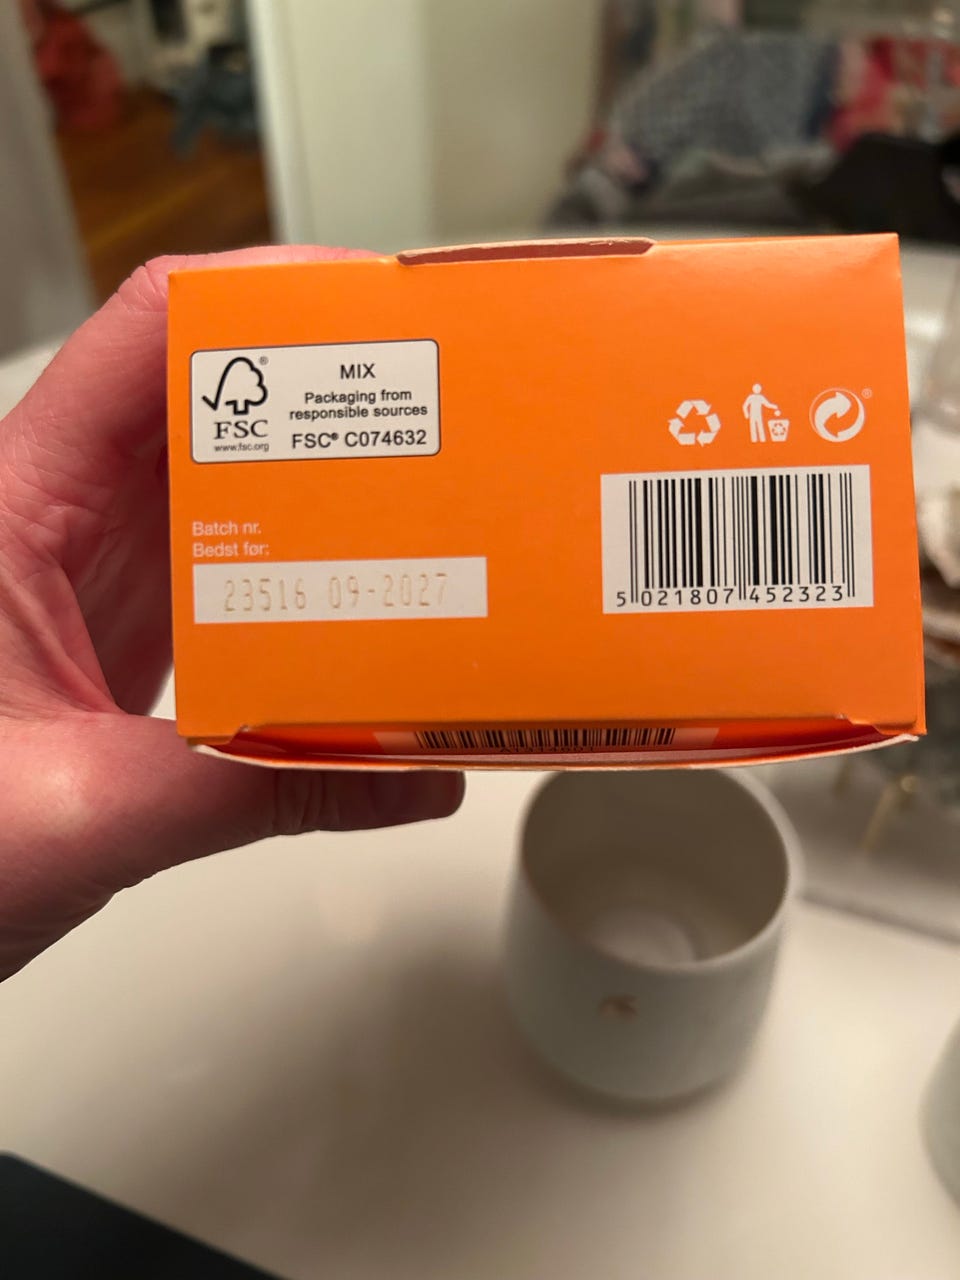 MIX
Packaging from
responsible sources
FSC® C074632
FSC
www.fsc.org
Batch nr.
Bedst før:
23516 09-2027
5 021807 452323